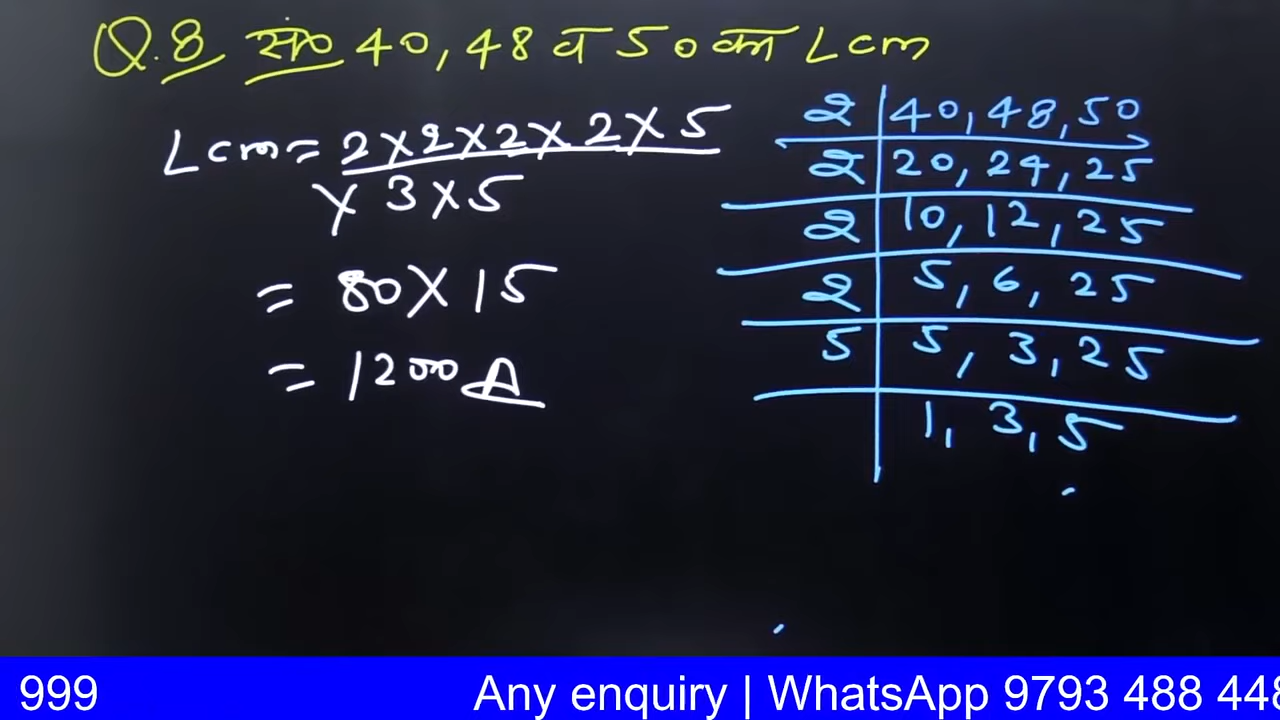 Q.8 सं० 40, 48 व 50 का Lcm
Lcm = 2×2×2×2×5
× 3×5
= 80×15
= 1200 A
2 | 40, 48, 50
2 | 20, 24, 25
2 | 10, 12, 25
2 | 5, 6, 25
5 | 5, 3, 25
1, 3, 5
999
Any enquiry | WhatsApp 9793 488 448